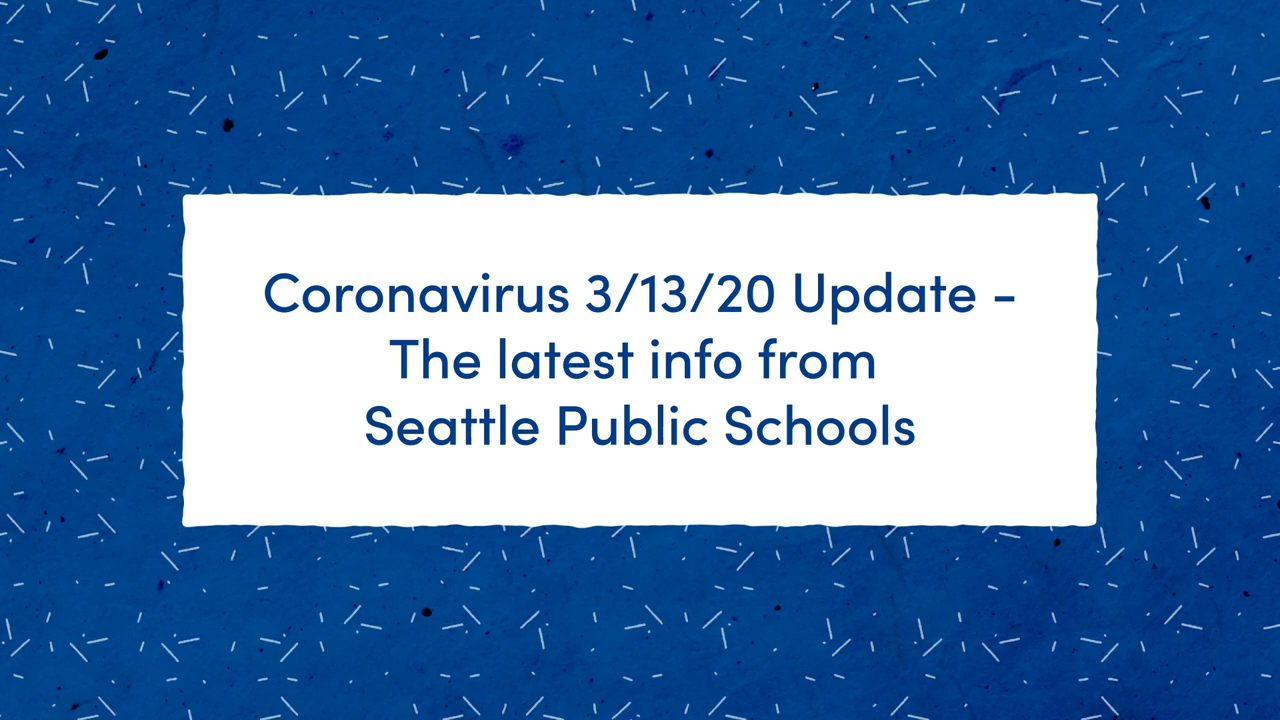 Coronavirus 3/13/20 Update -
The latest info from
Seattle Public Schools